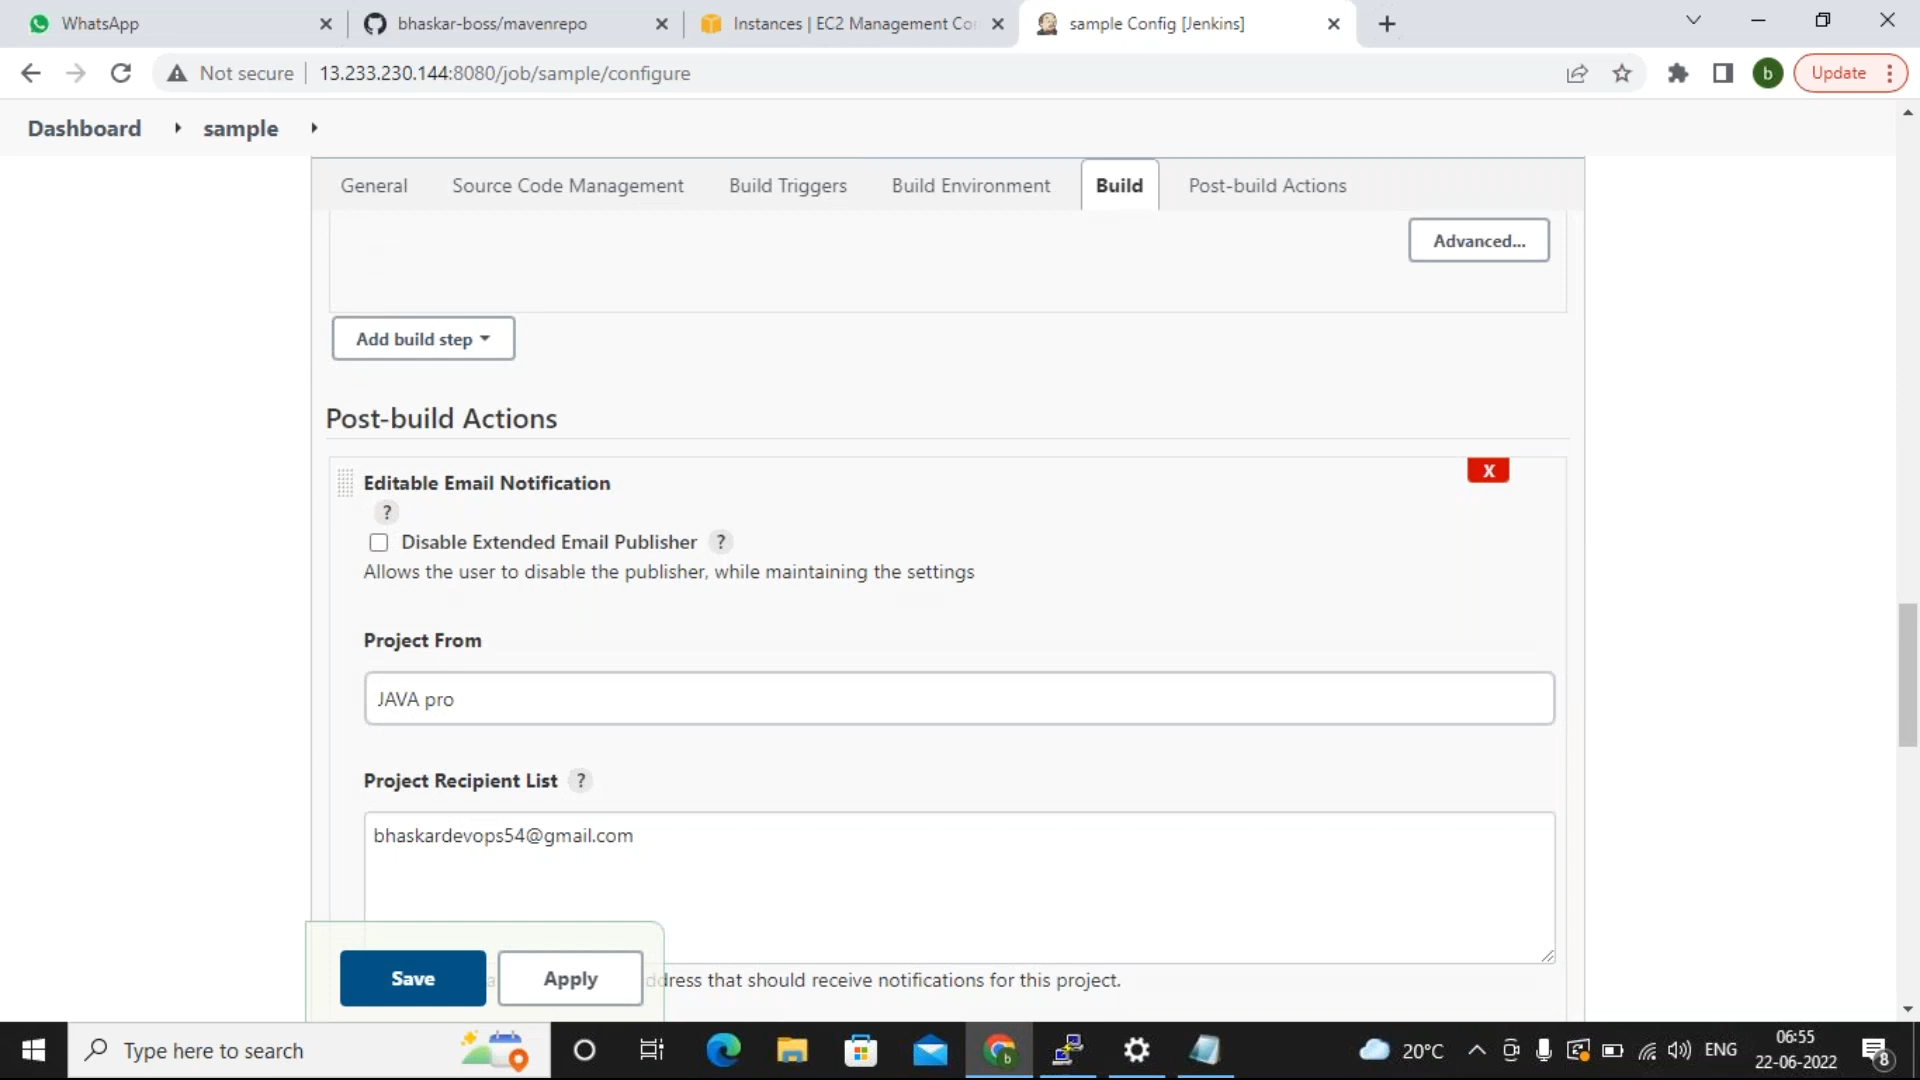 WhatsApp
bhaskar-boss/mavenrepo
Instances | EC2 Management Co
sample Config [Jenkins]
Not secure
13.233.230.144:8080/job/sample/configure
b
Update
Dashboard
sample
General
Source Code Management
Build Triggers
Build Environment
Build
Post-build Actions
Advanced...
Add build step
Post-build Actions
Editable Email Notification
X
?
Disable Extended Email Publisher ?
Allows the user to disable the publisher, while maintaining the settings
Project From
JAVA pro
Project Recipient List ?
bhaskardevops54@gmail.com
Save
Apply
ddress that should receive notifications for this project.
Type here to search
b
20°C
ENG
06:55
22-06-2022
8